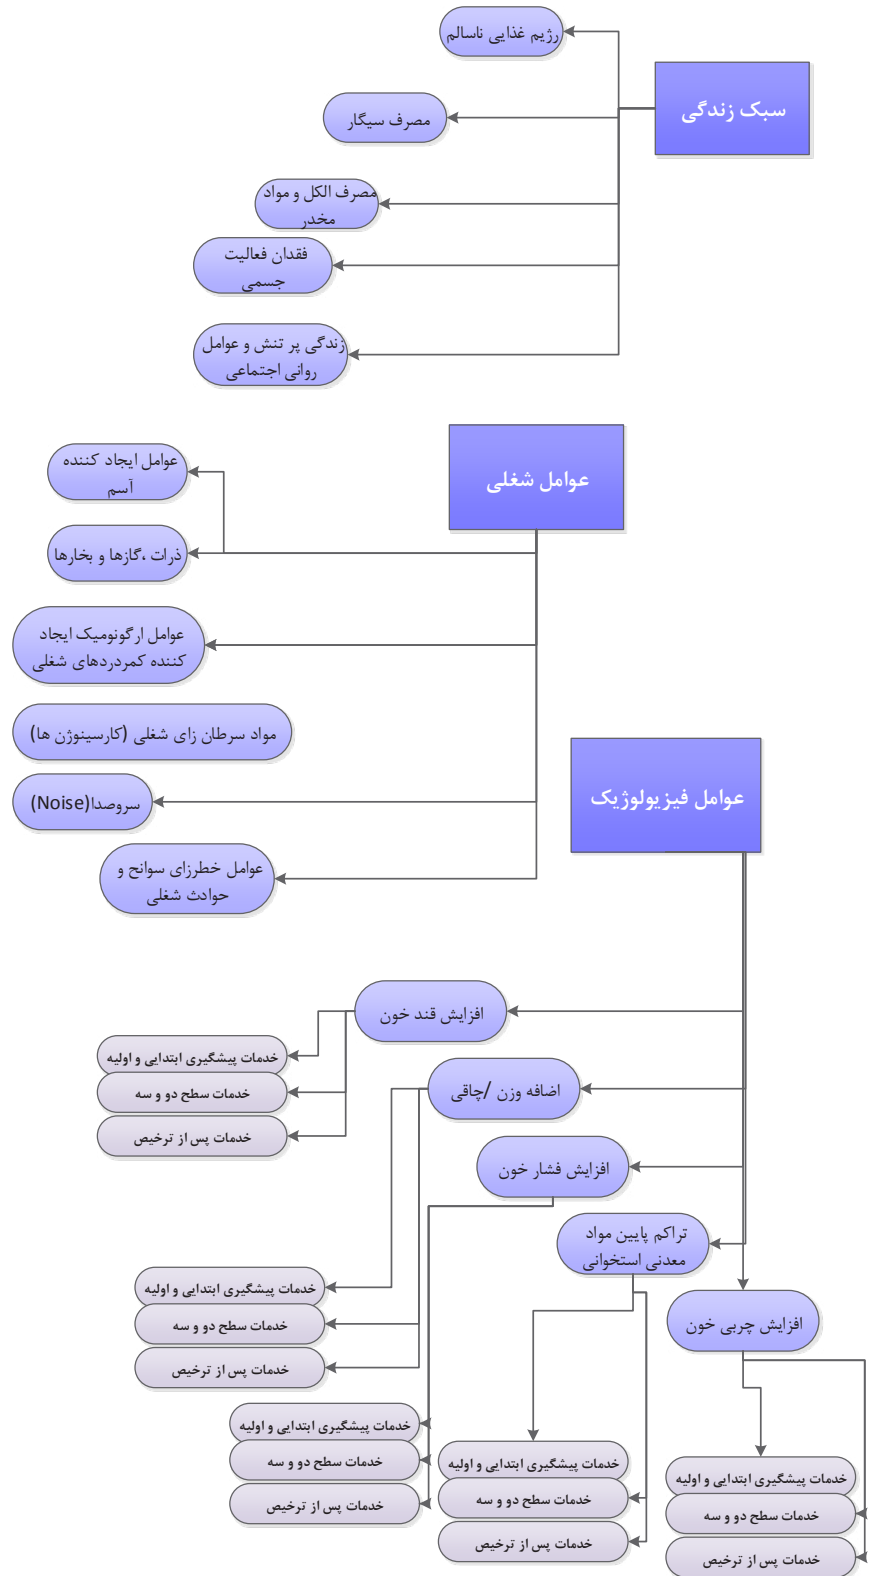 رژیم غذایی ناسالم
سبک زندگی
مصرف سیگار
مصرف الکل و مواد
مخدر
فقدان فعالیت
جسمی
زندگی پر تنش و عوامل
روانی اجتماعی
عوامل شغلی
عوامل ایجاد کننده
آسم
ذرات ،گازها و بخارها
عوامل ارگونومیک ایجاد
کننده کمردردهای شغلی
مواد سرطان زای شغلی (کارسینوژن ها)
سروصدا(Noise)
عوامل خطرزای سوانح و
حوادث شغلی
عوامل فیزیولوژیک
افزایش قند خون
خدمات پیشگیری ابتدایی و اولیه
خدمات سطح دو و سه
خدمات پس از ترخیص
اضافه وزن /چاقی
خدمات پیشگیری ابتدایی و اولیه
خدمات سطح دو و سه
خدمات پس از ترخیص
افزایش فشار خون
خدمات پیشگیری ابتدایی و اولیه
خدمات سطح دو و سه
خدمات پس از ترخیص
تراکم پایین مواد
معدنی استخوانی
خدمات پیشگیری ابتدایی و اولیه
خدمات سطح دو و سه
خدمات پس از ترخیص
افزایش چربی خون
خدمات پیشگیری ابتدایی و اولیه
خدمات سطح دو و سه
خدمات پس از ترخیص